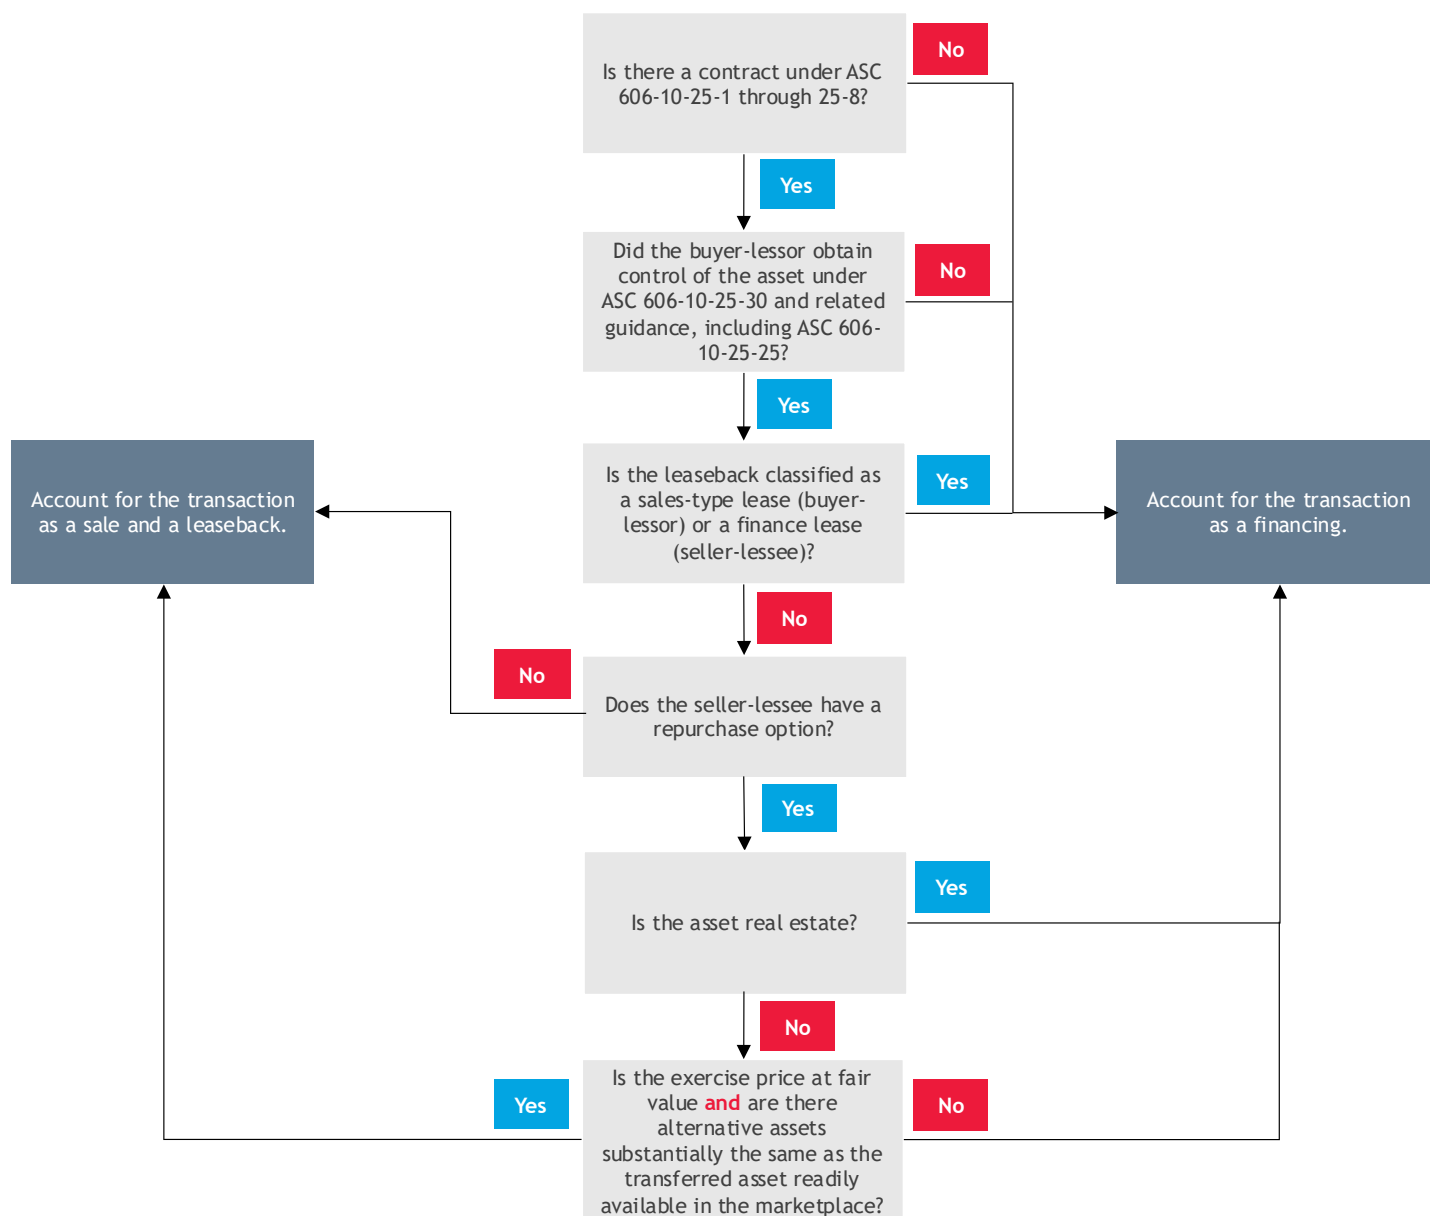 Is there a contract under ASC
606-10-25-1 through 25-8?
No
Yes
Did the buyer-lessor obtain
control of the asset under
ASC 606-10-25-30 and related
guidance, including ASC 606-
10-25-25?
No
Yes
Is the leaseback classified as
a sales-type lease (buyer-
lessor) or a finance lease
(seller-lessee)?
Yes
Account for the transaction
as a sale and a leaseback.
Account for the transaction
as a financing.
No
No
Does the seller-lessee have a
repurchase option?
Yes
Is the asset real estate?
Yes
No
Yes
Is the exercise price at fair
value and are there
alternative assets
substantially the same as the
transferred asset readily
available in the marketplace?
No